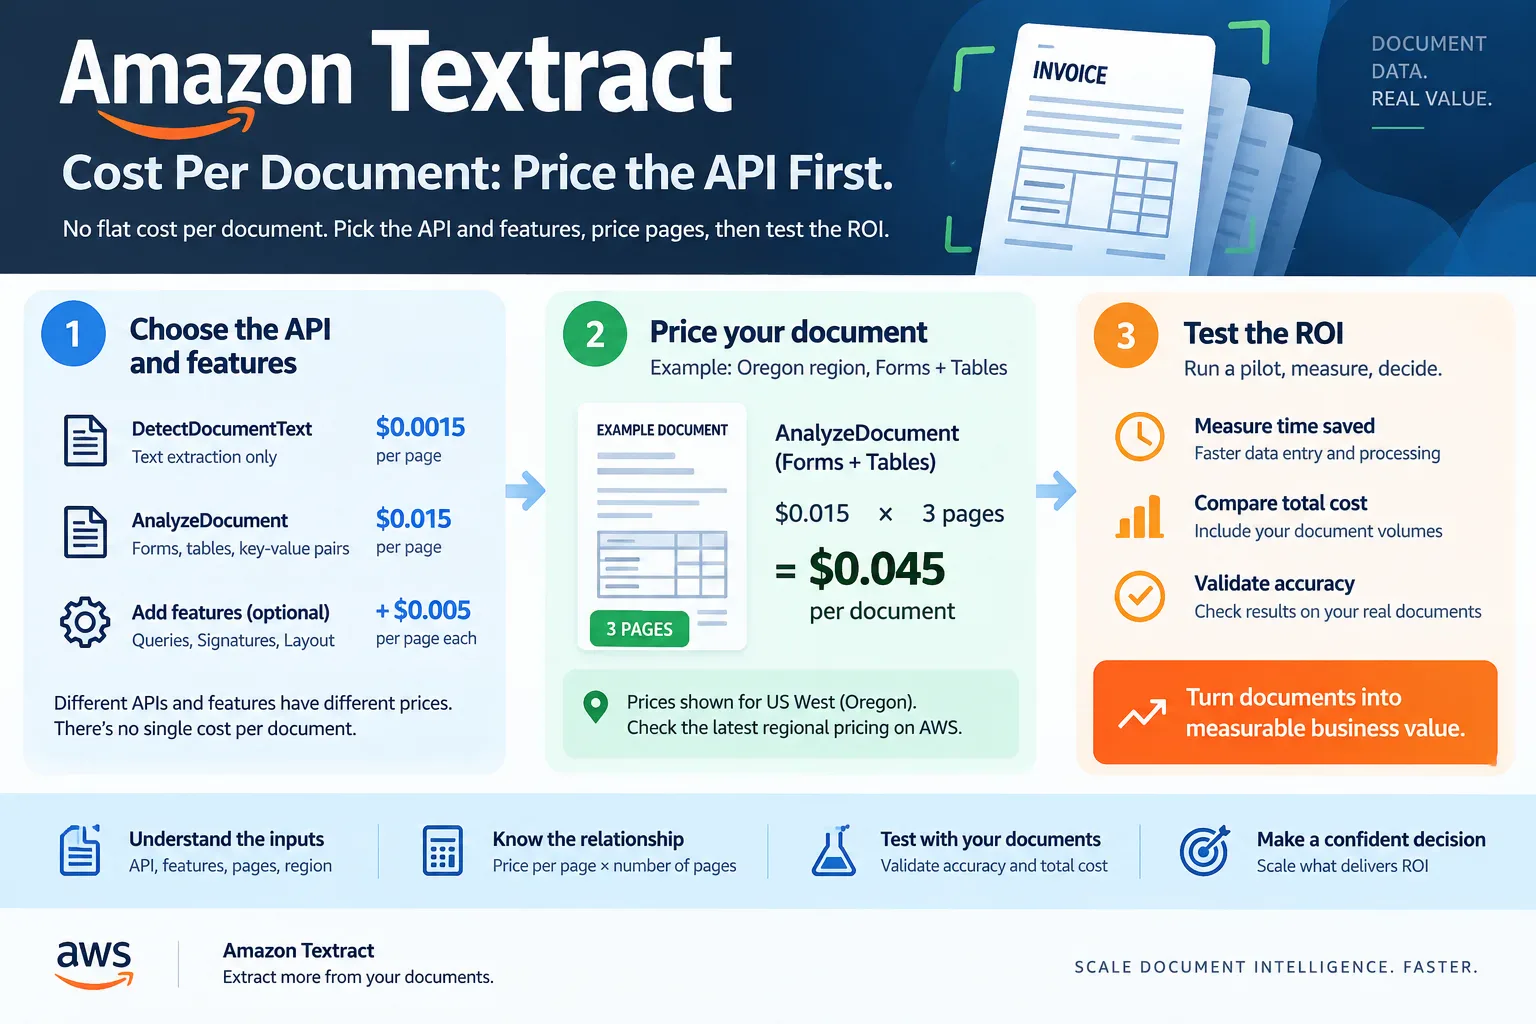 Amazon Textract
Cost Per Document: Price the API First.
No flat cost per document. Pick the API and features, price pages, then test the ROI.
INVOICE
DOCUMENT
DATA.
REAL VALUE.
1
Choose the API
and features
DetectDocumentText
Text extraction only
$0.0015
per page
AnalyzeDocument
Forms, tables, key-value pairs
$0.015
per page
Add features (optional)
Queries, Signatures, Layout
+ $0.005
per page each
Different APIs and features have different prices.
There's no single cost per document.
2
Price your document
Example: Oregon region, Forms + Tables
EXAMPLE DOCUMENT
3 PAGES
AnalyzeDocument
(Forms + Tables)
$0.015 × 3 pages
= $0.045
per document
Prices shown for US West (Oregon).
Check the latest regional pricing on AWS.
3
Test the ROI
Run a pilot, measure, decide.
Measure time saved
Faster data entry and processing
Compare total cost
Include your document volumes
Validate accuracy
Check results on your real documents
Turn documents into
measurable business value.
Understand the inputs
API, features, pages, region
Know the relationship
Price per page × number of pages
Test with your documents
Validate accuracy and total cost
Make a confident decision
Scale what delivers ROI
aws
Amazon Textract
Extract more from your documents.
SCALE DOCUMENT INTELLIGENCE. FASTER.